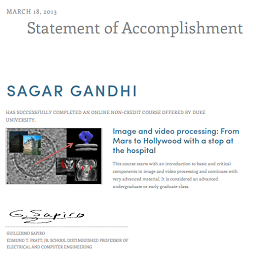 MARCH 18, 2013
Statement of Accomplishment
SAGAR GANDHI
HAS SUCCESSFULLY COMPLETED AN ONLINE NON-CREDIT COURSE OFFERED BY DUKE
UNIVERSITY.
Image and video processing: From
Mars to Hollywood with a stop at
the hospital
This course starts with an introduction to basic and critical
components in image and video processing and continues with
very advanced material. It is considered an advanced
undergraduate or early graduate class.
G. Sapiro
GUILLERMO SAPIRO
EDMUND T. PRATT, JR. SCHOOL DISTINGUISHED PROFESSOR OF
ELECTRICAL AND COMPUTER ENGINEERING